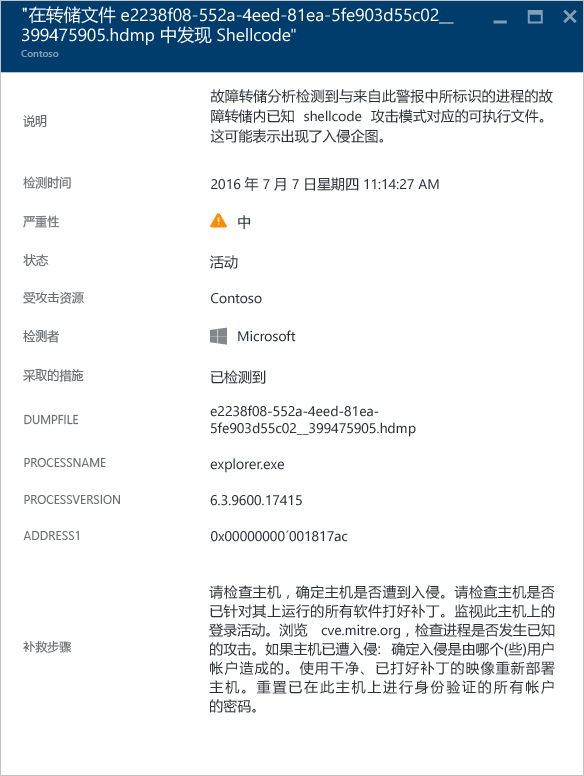 "在转储文件 e2238f08-552a-4eed-81ea-5fe903d55c02__
399475905.hdmp 中发现 Shellcode"
Contoso
说明
故障转储分析检测到与来自此警报中所标识的进程的故
障转储内已知 shellcode 攻击模式对应的可执行文件。
这可能表示出现了入侵企图。
检测时间
2016 年 7 月 7 日星期四 11:14:27 AM
严重性
中
状态
活动
受攻击资源
Contoso
检测者
Microsoft
采取的措施
已检测到
DUMPFILE
e2238f08-552a-4eed-81ea-
5fe903d55c02__399475905.hdmp
PROCESSNAME
explorer.exe
PROCESSVERSION
6.3.9600.17415
ADDRESS1
0x00000000´001817ac
补救步骤
请检查主机，确定主机是否遭到入侵。请检查主机是否
已针对其上运行的所有软件打好补丁。监视此主机上的
登录活动。浏览 cve.mitre.org，检查进程是否发生已知
的攻击。如果主机已遭入侵: 确定入侵是由哪个(些)用户
帐户造成的。使用干净、已打好补丁的映像重新部署
主机。重置已在此主机上进行身份验证的所有帐户
的密码。